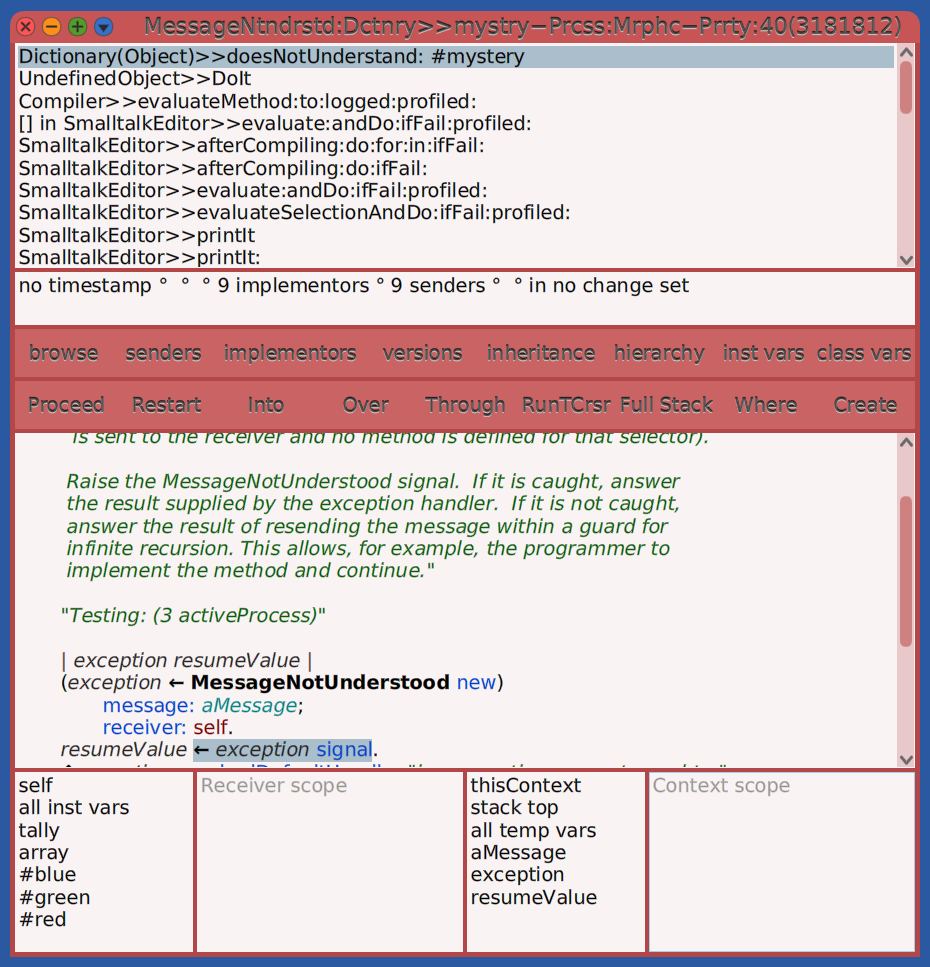 MessageNtndrstd:Dctnry>>mystry−Prcss:Mrphc−Prrty:40(3181812)
Dictionary(Object)>>doesNotUnderstand: #mystery
UndefinedObject>>DoIt
Compiler>>evaluateMethod:to:logged:profiled:
[] in SmalltalkEditor>>evaluate:andDo:ifFail:profiled:
SmalltalkEditor>>afterCompiling:do:for:in:ifFail:
SmalltalkEditor>>afterCompiling:do:ifFail:
SmalltalkEditor>>evaluate:andDo:ifFail:profiled:
SmalltalkEditor>>evaluateSelectionAndDo:ifFail:profiled:
SmalltalkEditor>>printIt
SmalltalkEditor>>printIt:
no timestamp ° ° ° 9 implementors ° 9 senders ° ° in no change set
browse senders implementors versions inheritance hierarchy inst vars class vars
Proceed Restart Into Over Through RunTCrsr Full Stack Where Create
is sent to the receiver and no method is defined for that selector).
Raise the MessageNotUnderstood signal.  If it is caught, answer
the result supplied by the exception handler.  If it is not caught,
answer the result of resending the message within a guard for
infinite recursion. This allows, for example, the programmer to
implement the method and continue."
"Testing: (3 activeProcess)"
| exception resumeValue |
(exception ← MessageNotUnderstood new)
message: aMessage;
receiver: self.
resumeValue ← exception signal.
self
all inst vars
tally
array
#blue
#green
#red
Receiver scope
thisContext
stack top
all temp vars
aMessage
exception
resumeValue
Context scope